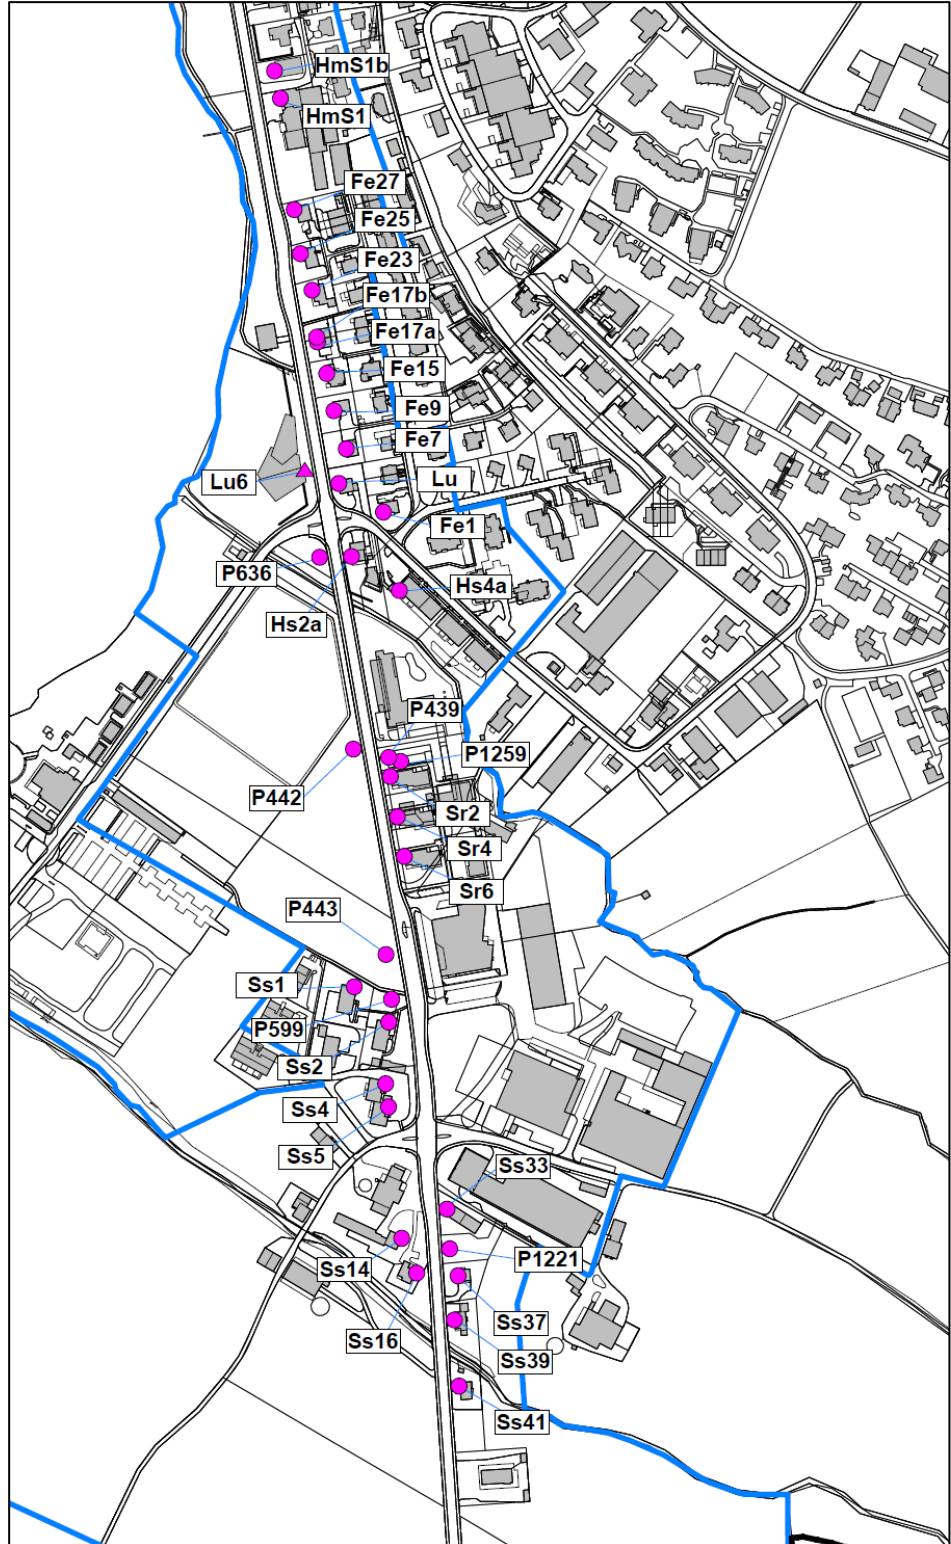 HmS1b
HmS1
Fe27
Fe25
Fe23
Fe17b
Fe17a
Fe15
Fe9
Fe7
Lu6
Lu
Fe1
P636
Hs4a
Hs2a
P439
P1259
P442
Sr2
Sr4
Sr6
P443
Ss1
P599
Ss2
Ss4
Ss5
Ss33
P1221
Ss14
Ss37
Ss16
Ss39
Ss41